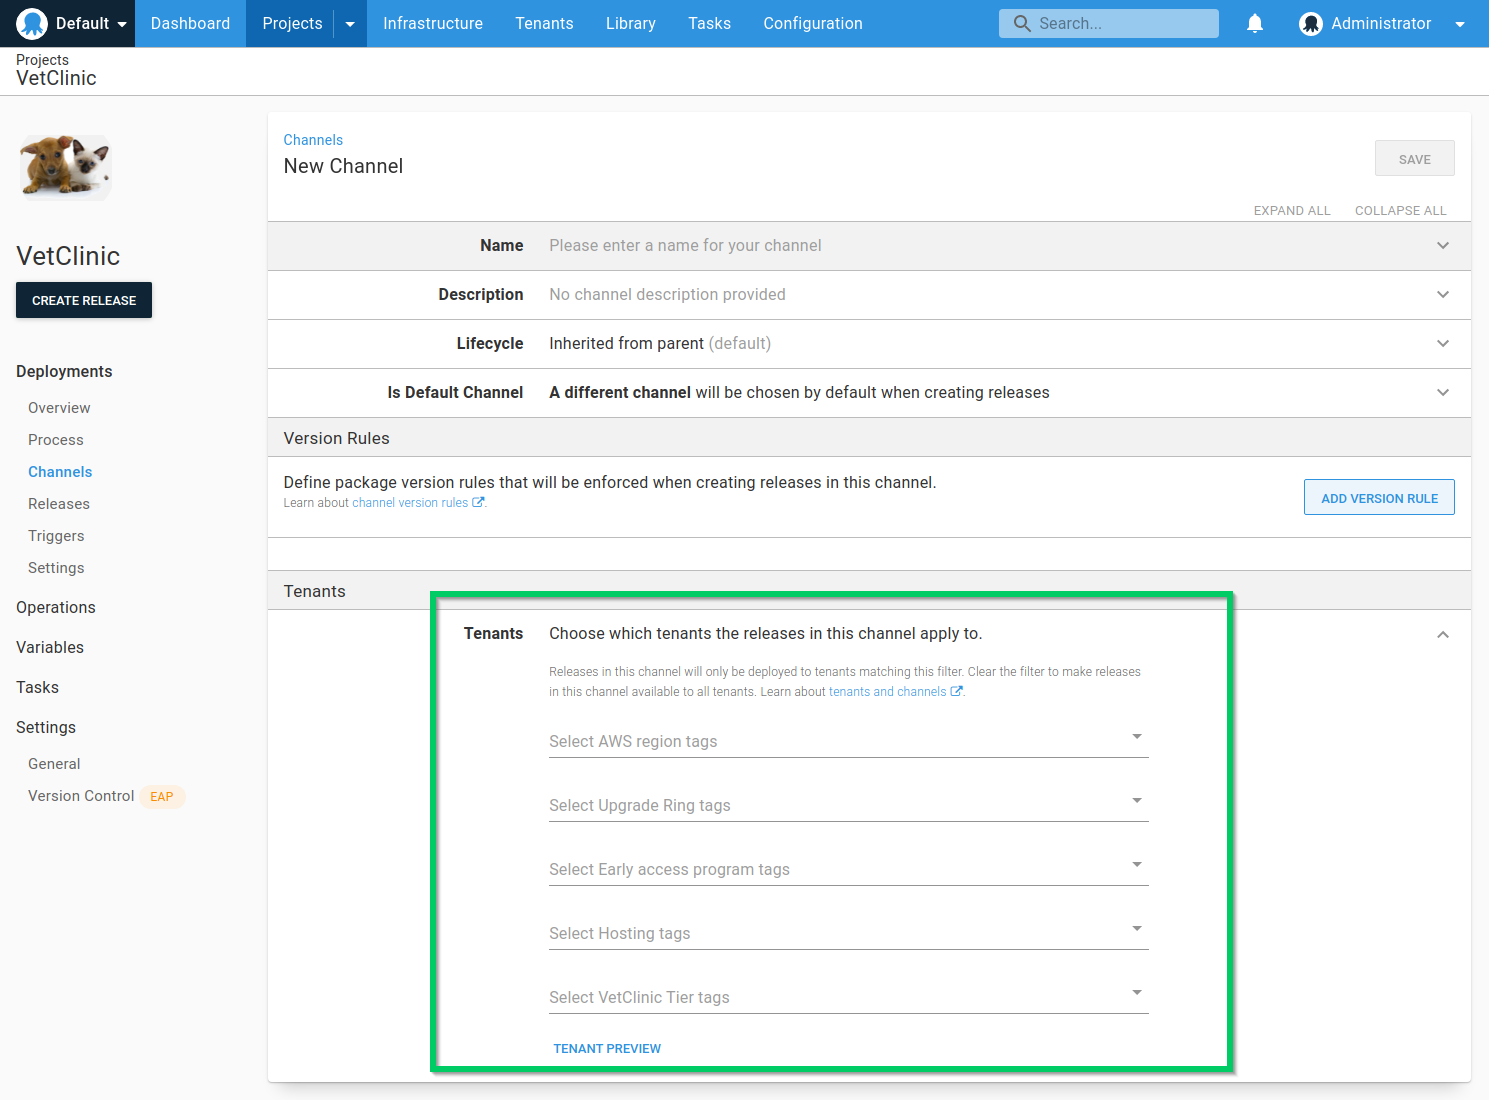 Default
Dashboard
Projects
Infrastructure
Tenants
Library
Tasks
Configuration
Search...
Administrator
Projects
VetClinic
VetClinic
CREATE RELEASE
Deployments
Overview
Process
Channels
Releases
Triggers
Settings
Operations
Variables
Tasks
Settings
General
Version Control EAP
Channels
New Channel
SAVE
EXPAND ALL COLLAPSE ALL
Name Please enter a name for your channel
Description No channel description provided
Lifecycle Inherited from parent (default)
Is Default Channel A different channel will be chosen by default when creating releases
Version Rules
Define package version rules that will be enforced when creating releases in this channel.
Learn about channel version rules.
ADD VERSION RULE
Tenants
Tenants Choose which tenants the releases in this channel apply to.
Releases in this channel will only be deployed to tenants matching this filter. Clear the filter to make releases
in this channel available to all tenants. Learn about tenants and channels.
Select AWS region tags
Select Upgrade Ring tags
Select Early access program tags
Select Hosting tags
Select VetClinic Tier tags
TENANT PREVIEW